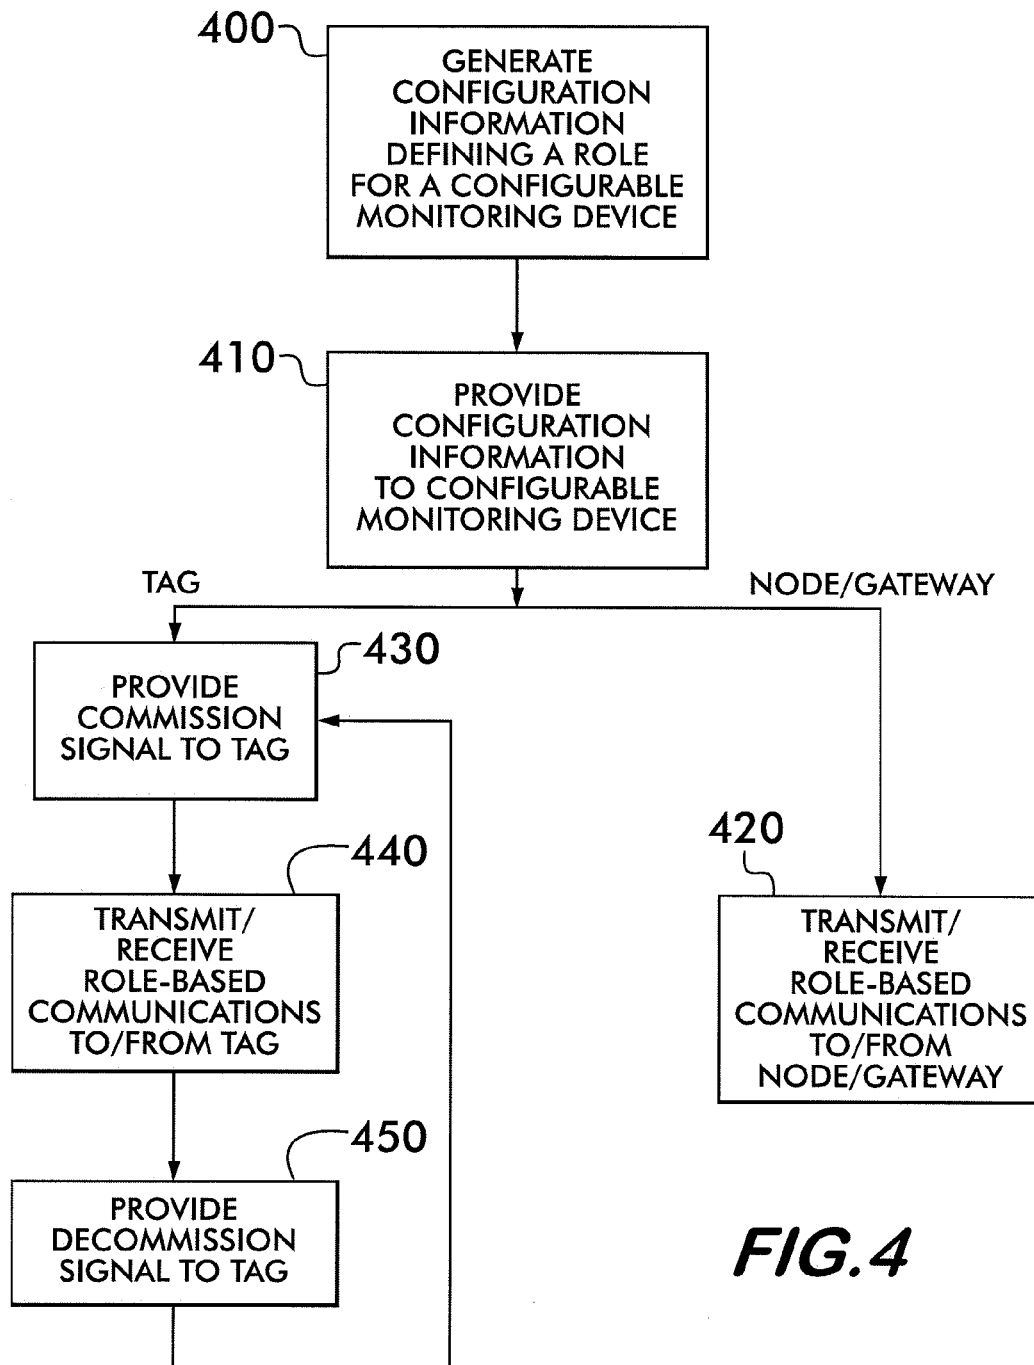 400
GENERATE
CONFIGURATION
INFORMATION
DEFINING A ROLE
FOR A CONFIGURABLE
MONITORING DEVICE
410
PROVIDE
CONFIGURATION
INFORMATION
TO CONFIGURABLE
MONITORING DEVICE
TAG
NODE/GATEWAY
430
PROVIDE
COMMISSION
SIGNAL TO TAG
440
TRANSMIT/
RECEIVE
ROLE-BASED
COMMUNICATIONS
TO/FROM TAG
420
TRANSMIT/
RECEIVE
ROLE-BASED
COMMUNICATIONS
TO/FROM
NODE/GATEWAY
450
PROVIDE
DECOMMISSION
SIGNAL TO TAG
FIG.4